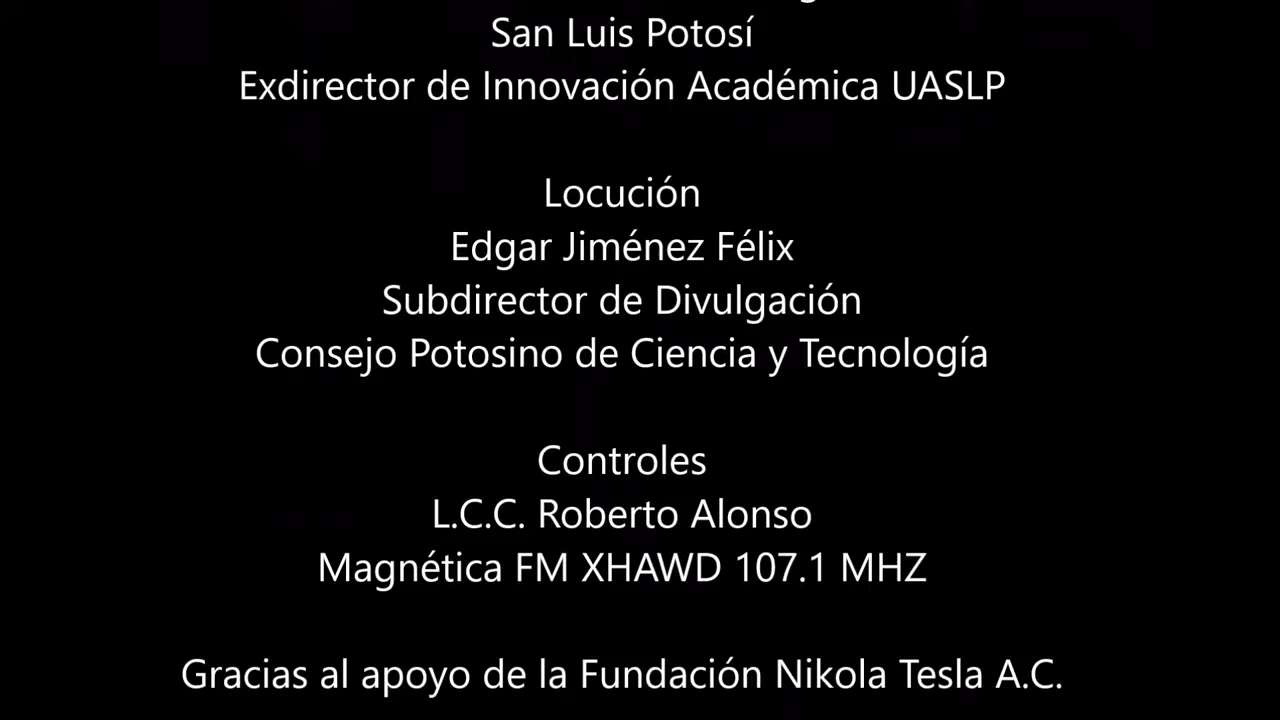 San Luis Potosí
Exdirector de Innovación Académica UASLP
Locución
Edgar Jiménez Félix
Subdirector de Divulgación
Consejo Potosino de Ciencia y Tecnología
Controles
L.C.C. Roberto Alonso
Magnética FM XHAWD 107.1 MHZ
Gracias al apoyo de la Fundación Nikola Tesla A.C.